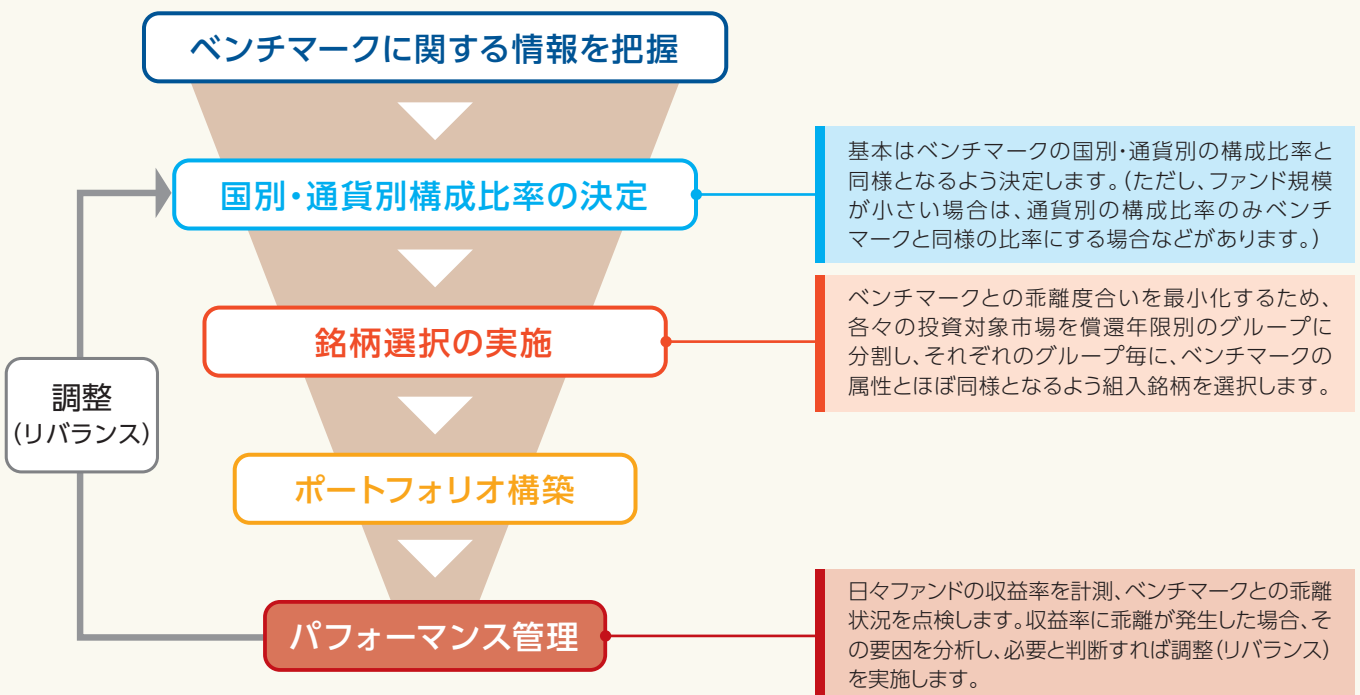 ベンチマークに関する情報を把握
国別・通貨別構成比率の決定
基本はベンチマークの国別・通貨別の構成比率と
同様となるよう決定します。(ただし、ファンド規模
が小さい場合は、通貨別の構成比率のみベンチ
マークと同様の比率にする場合などがあります。)
銘柄選択の実施
ベンチマークとの乖離度合いを最小化するため、
各々の投資対象市場を償還年限別のグループに
分割し、それぞれのグループ毎に、ベンチマークの
属性とほぼ同様となるよう組入銘柄を選択します。
調整
(リバランス)
ポートフォリオ構築
パフォーマンス管理
日々ファンドの収益率を計測、ベンチマークとの乖離
状況を点検します。収益率に乖離が発生した場合、そ
の要因を分析し、必要と判断すれば調整(リバランス)
を実施します。